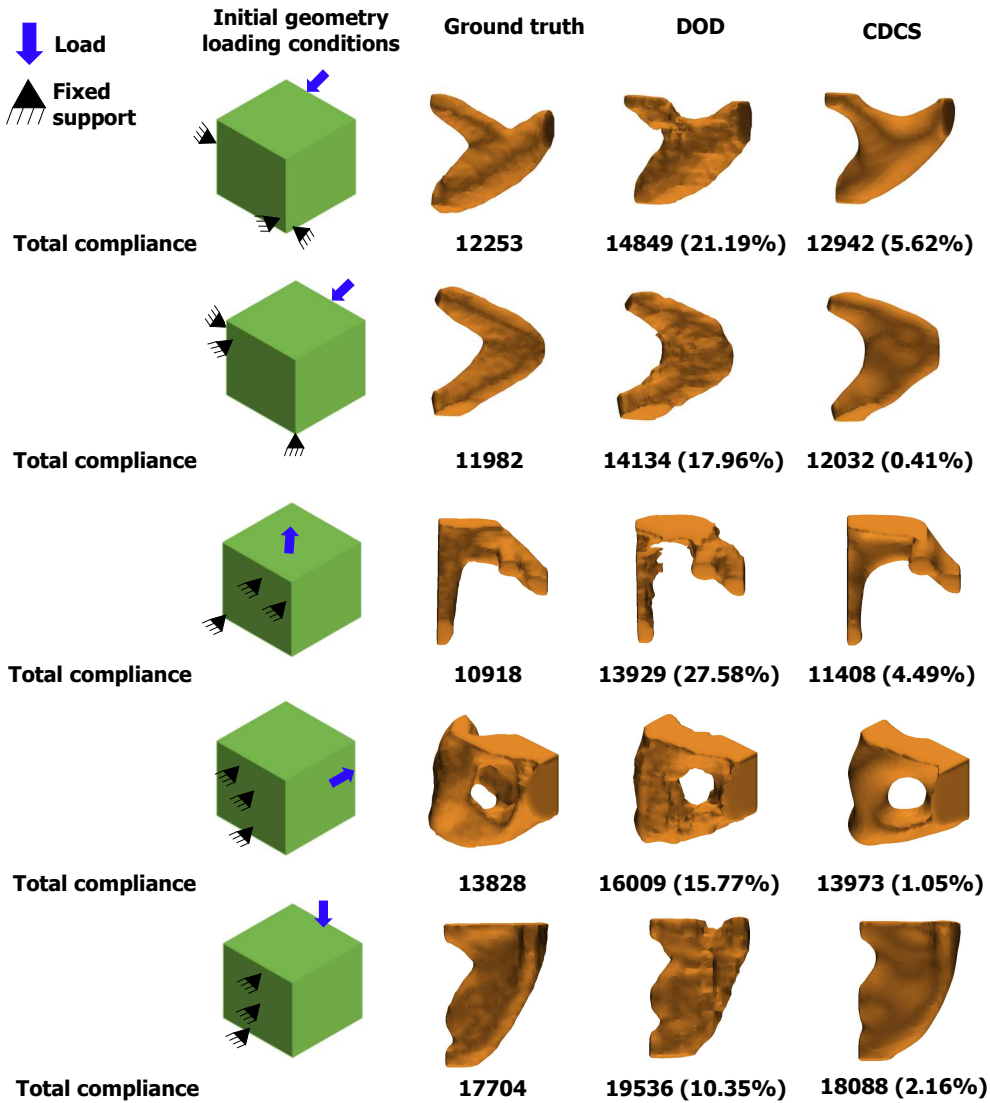 Load
Fixed
support
Initial geometry
loading conditions
Ground truth
DOD
CDCS
Total compliance
12253
14849 (21.19%)
12942 (5.62%)
Total compliance
11982
14134 (17.96%)
12032 (0.41%)
Total compliance
10918
13929 (27.58%)
11408 (4.49%)
Total compliance
13828
16009 (15.77%)
13973 (1.05%)
Total compliance
17704
19536 (10.35%)
18088 (2.16%)